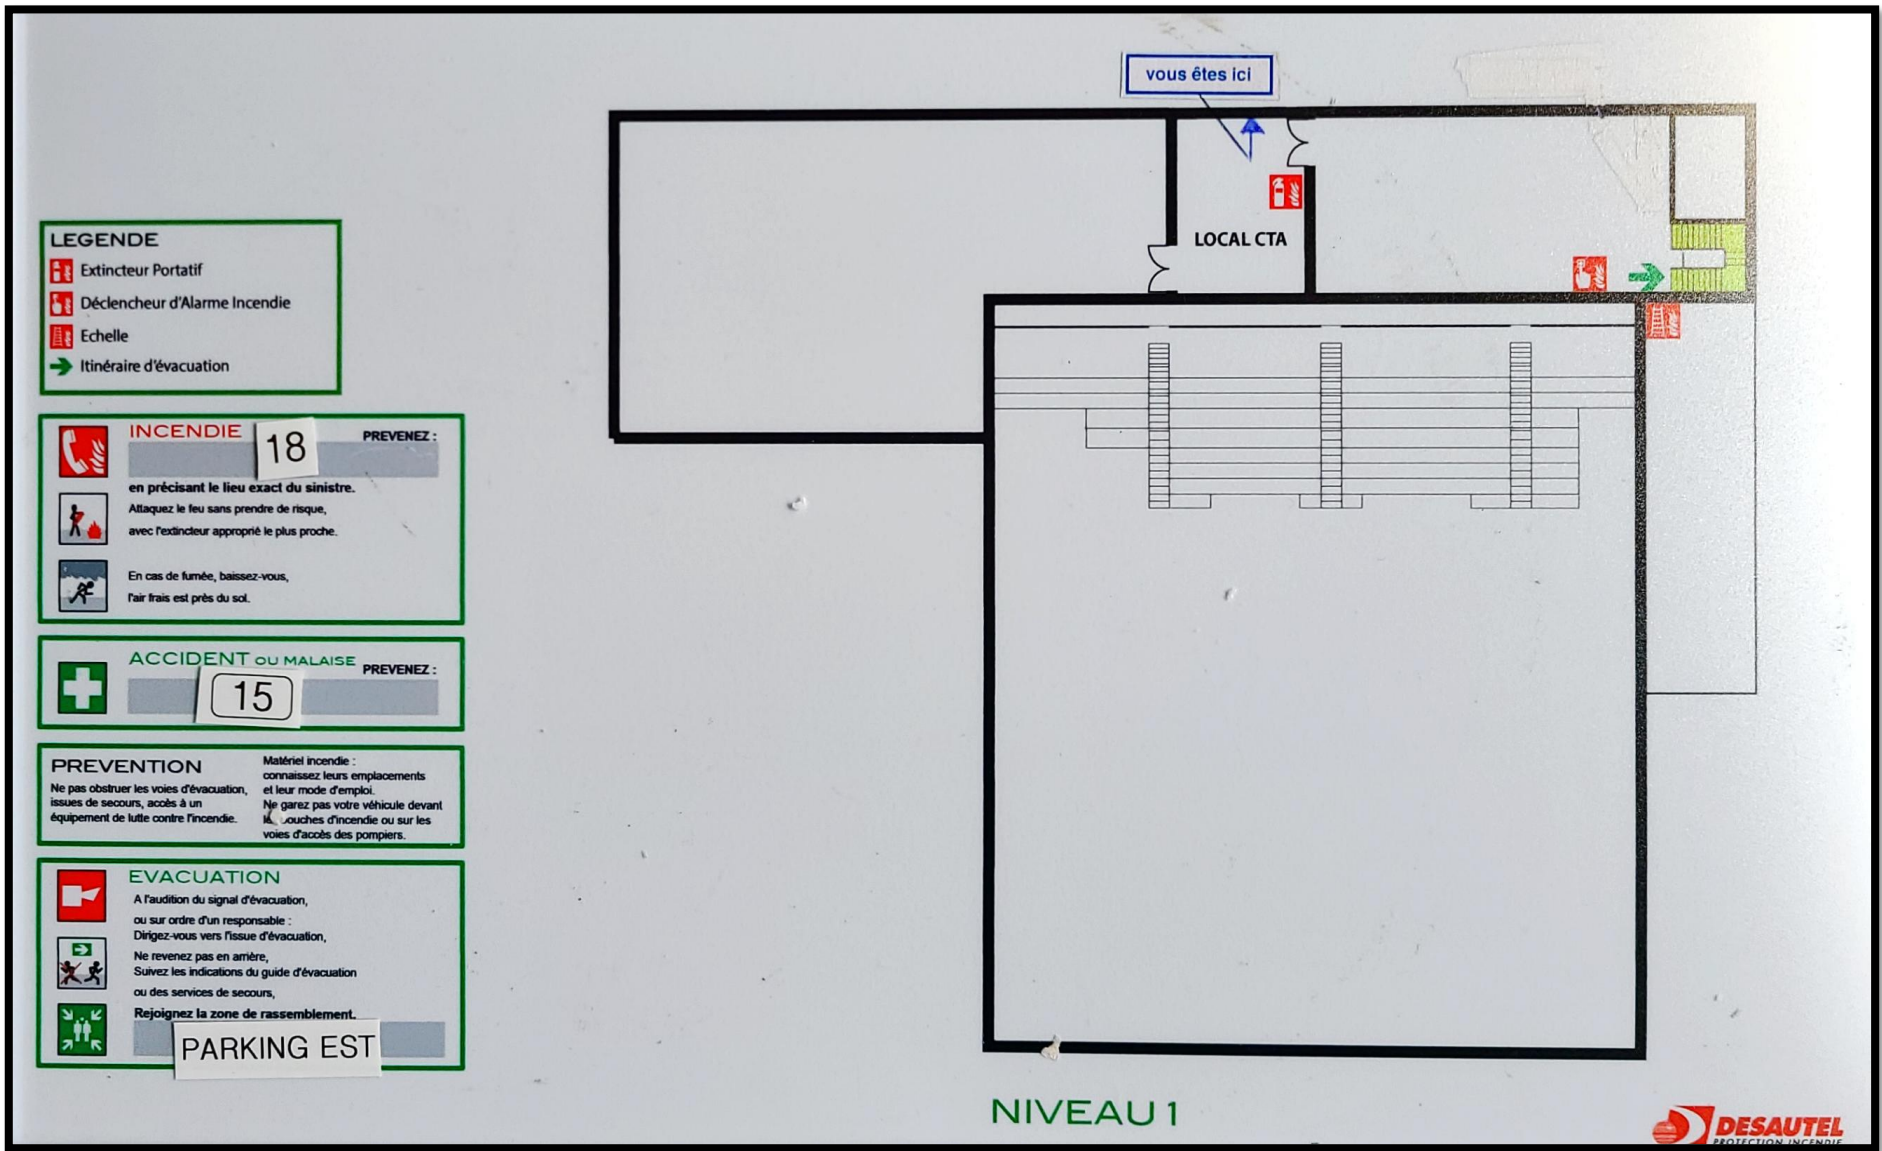 vous êtes ici
LOCAL CTA
LEGENDE
Extincteur Portatif
Déclencheur d'Alarme Incendie
Echelle
Itinéraire d'évacuation
INCENDIE
PREVENEZ :
18
en précisant le lieu exact du sinistre.
Attaquez le feu sans prendre de risque,
avec l'extincteur approprié le plus proche.
En cas de fumée, baissez-vous,
l'air frais est près du sol.
ACCIDENT OU MALAISE
PREVENEZ :
15
PREVENTION
Ne pas obstruer les voies d'évacuation,
issues de secours, accès à un
équipement de lutte contre l'incendie.
Matériel incendie :
connaissez leurs emplacements
et leur mode d'emploi.
Ne garez pas votre véhicule devant
les bouches d'incendie ou sur les
voies d'accès des pompiers.
EVACUATION
A l'audition du signal d'évacuation,
ou sur ordre d'un responsable :
Dirigez-vous vers l'issue d'évacuation,
Ne revenez pas en arrière,
Suivez les indications du guide d'évacuation
ou des services de secours,
Rejoignez la zone de rassemblement.
PARKING EST
NIVEAU 1
DESAUTEL
PROTECTION INCENDIE